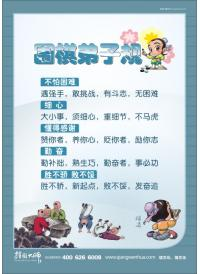 围棋弟子规
不怕困难
遇强手，敢挑战，有斗志，无困难
细 心
大小事，须细心，重细节，不马虎
懂得感谢
赞你者，养你心，贬你者，励你志
勤 奋
勤补拙，熟生巧，勤奋者，事必功
胜不骄 败不馁
胜不骄，新起点，败不馁，发奋追
400 626 6008